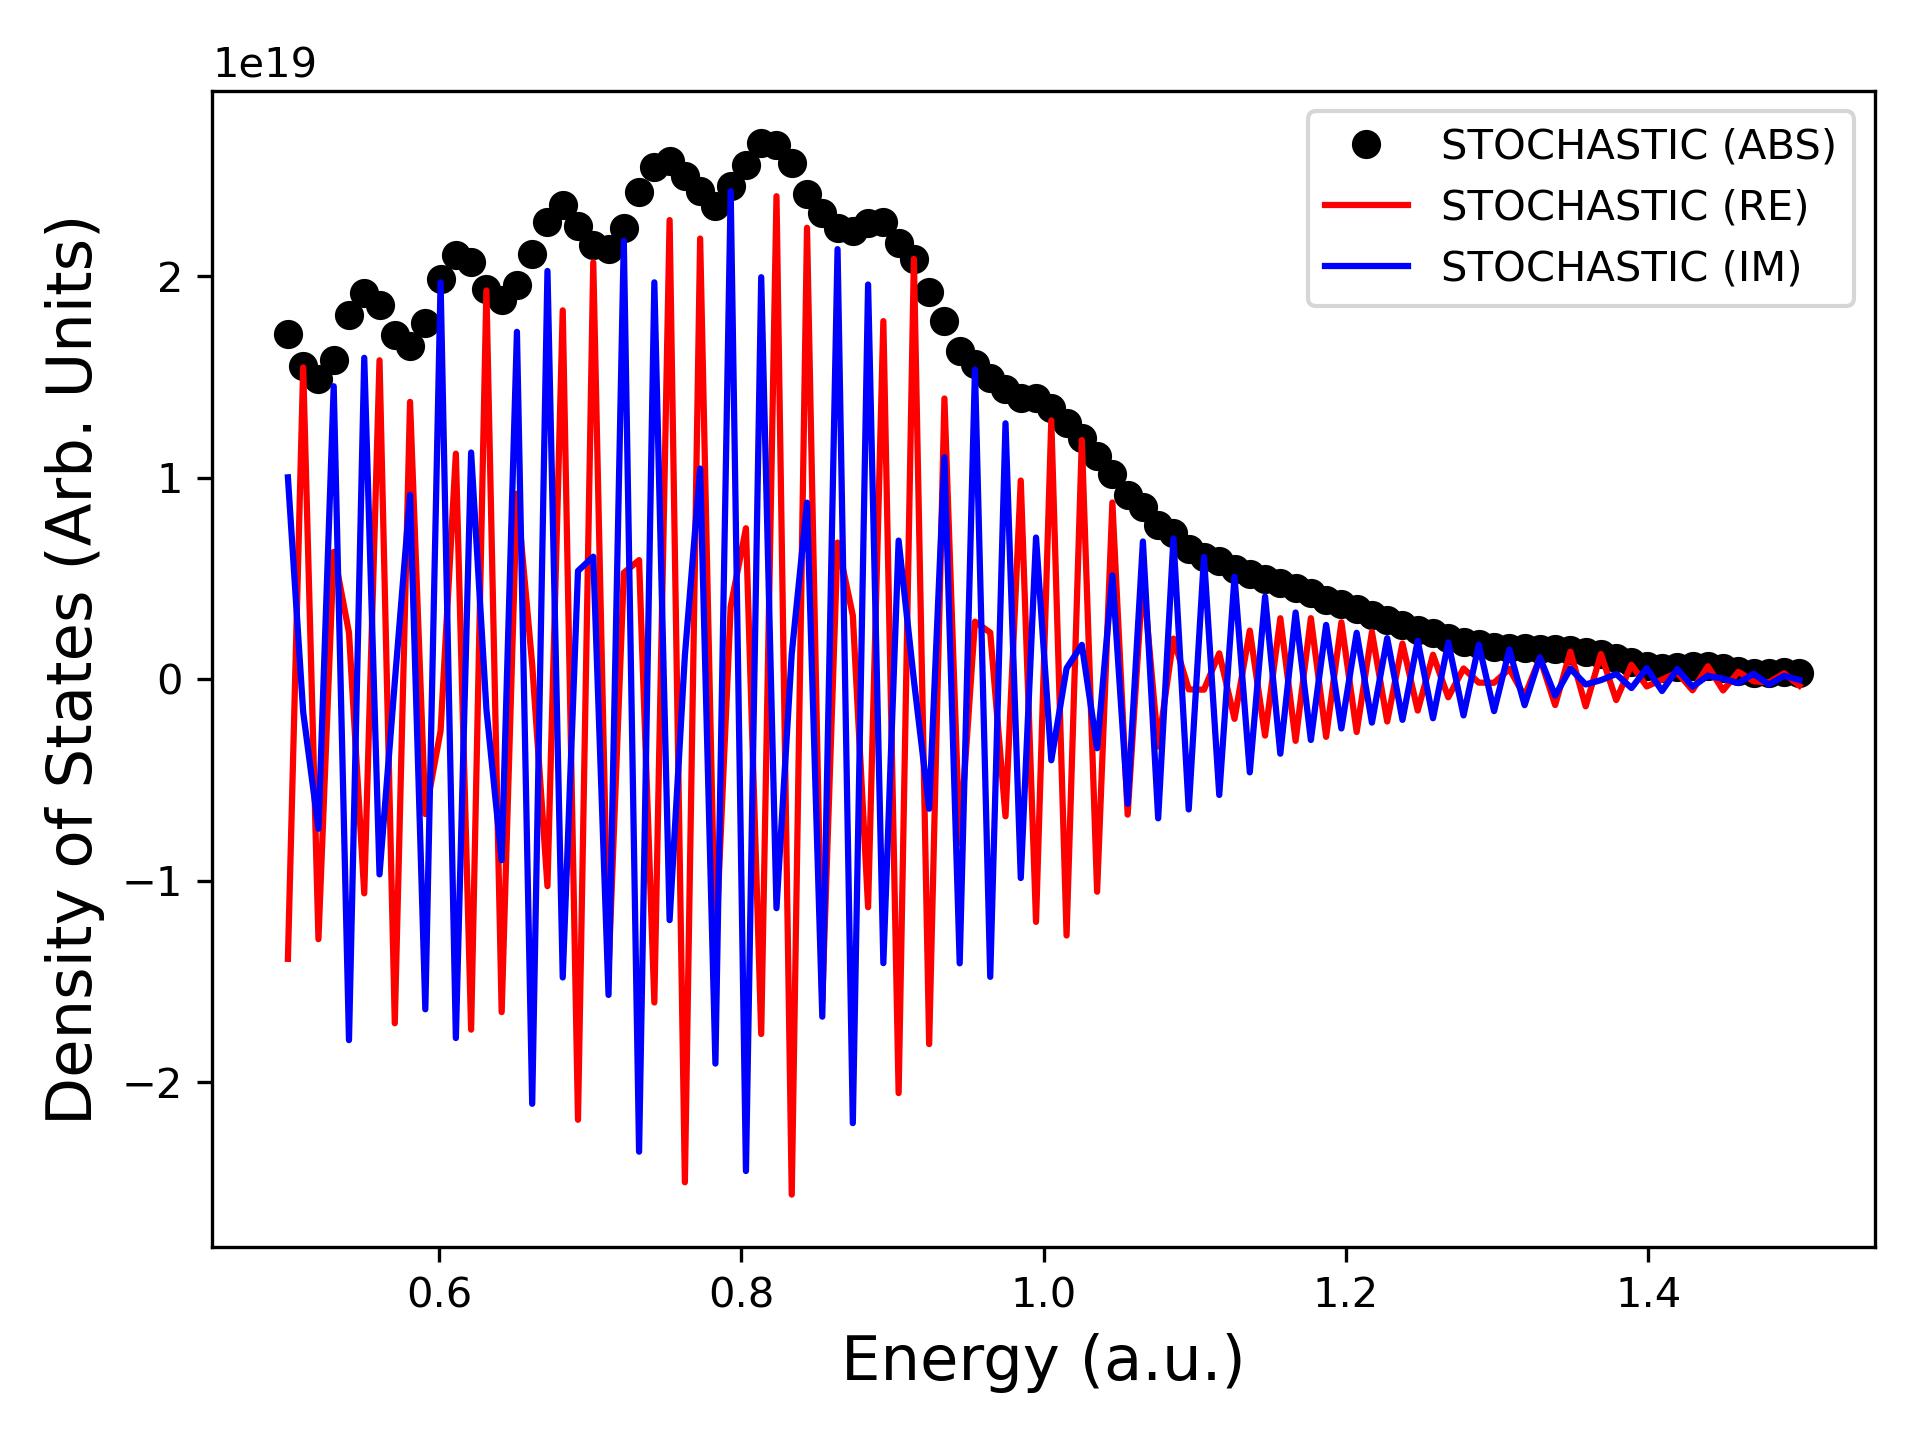 1e19
STOCHASTIC (ABS)
STOCHASTIC (RE)
STOCHASTIC (IM)
Density of States (Arb. Units)
2
1
0
−1
−2
0.6 0.8 1.0 1.2 1.4
Energy (a.u.)